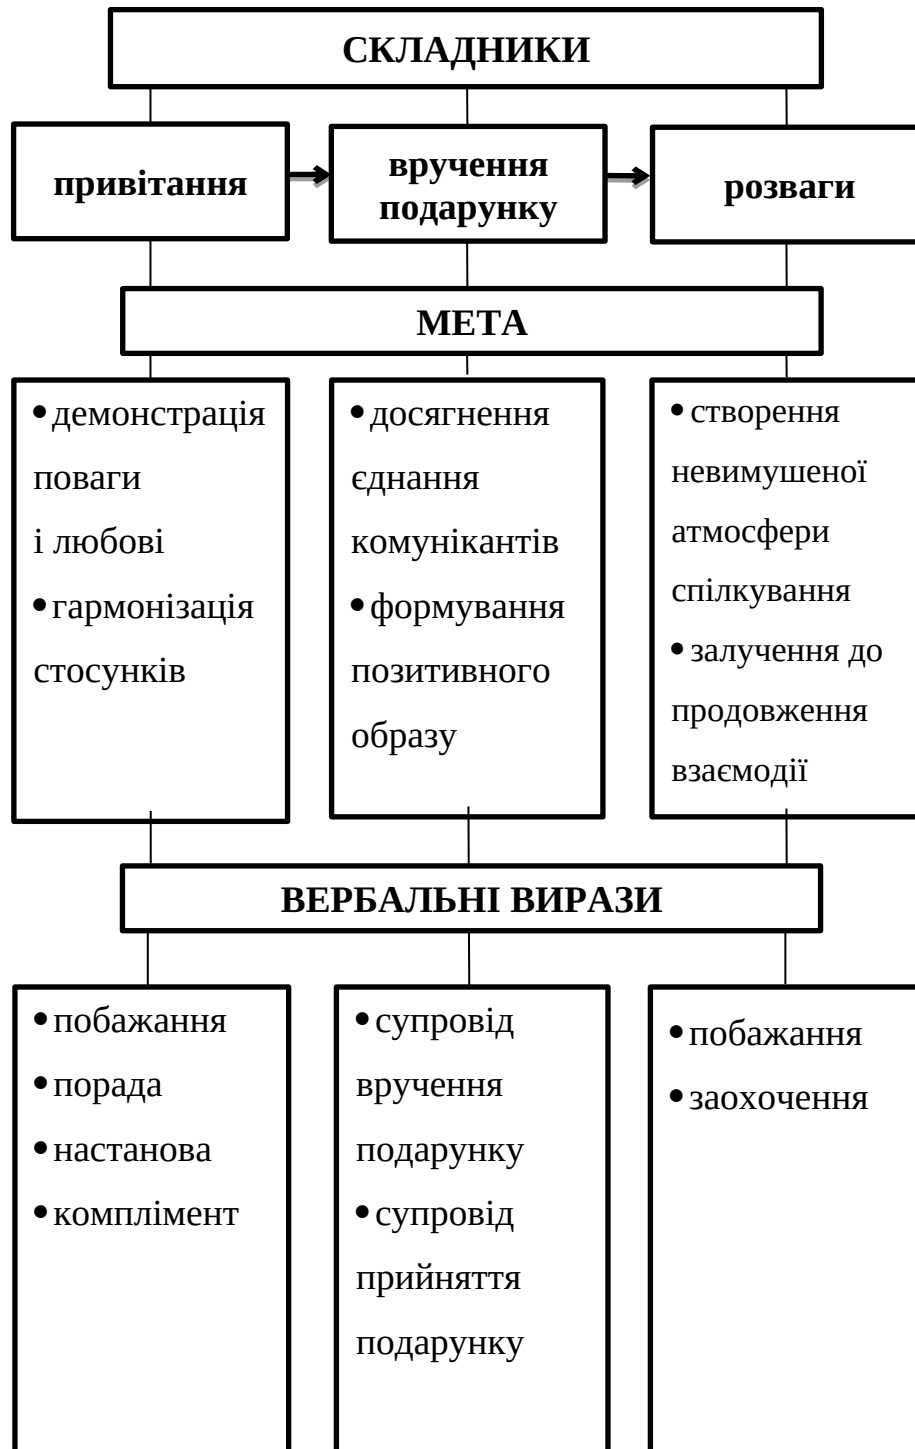 СКЛАДНИКИ
привітання
вручення
подарунку
розваги
МЕТА
•демонстрація
поваги
і любові
•гармонізація
стосунків
•досягнення
єднання
комунікантів
•формування
позитивного
образу
•створення
невимушеної
атмосфери
спілкування
•залучення до
продовження
взаємодії
ВЕРБАЛЬНІ ВИРАЗИ
•побажання
•порада
•настанова
•комплімент
•супровід
вручення
подарунку
•супровід
прийняття
подарунку
•побажання
•заохочення